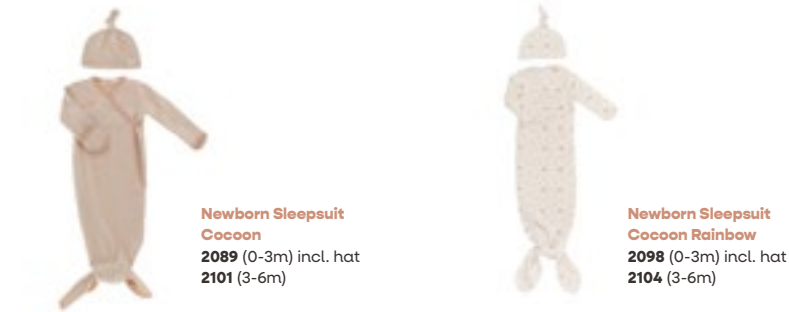 Newborn Sleepsuit
Cocoon
2089 (0-3m) incl. hat
2101 (3-6m)
Newborn Sleepsuit
Cocoon Rainbow
2098 (0-3m) incl. hat
2104 (3-6m)